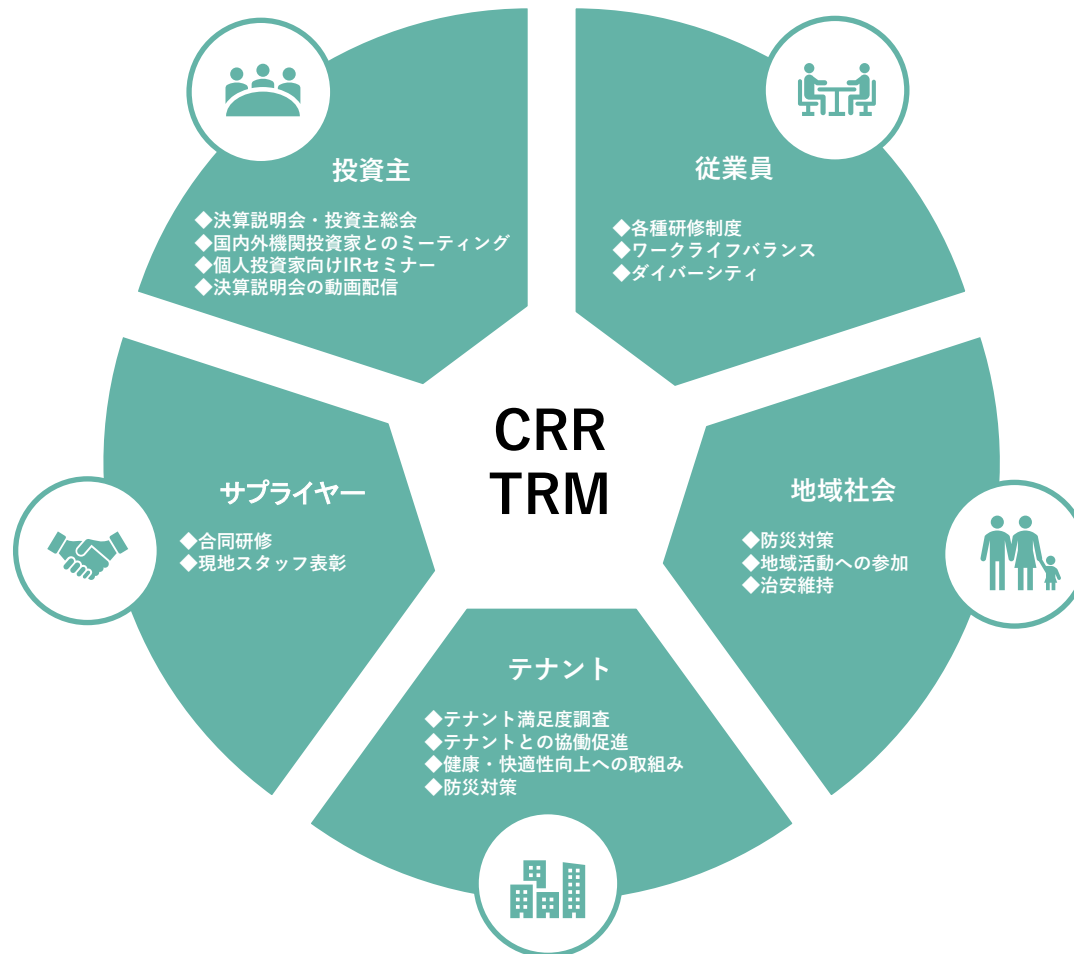 投資主
◆決算説明会・投資主総会
◆国内外機関投資家とのミーティング
◆個人投資家向けIRセミナー
◆決算説明会の動画配信
従業員
◆各種研修制度
◆ワークライフバランス
◆ダイバーシティ
CRR
TRM
サプライヤー
◆合同研修
◆現地スタッフ表彰
地域社会
◆防災対策
◆地域活動への参加
◆治安維持
テナント
◆テナント満足度調査
◆テナントとの協働促進
◆健康・快適性向上への取組み
◆防災対策